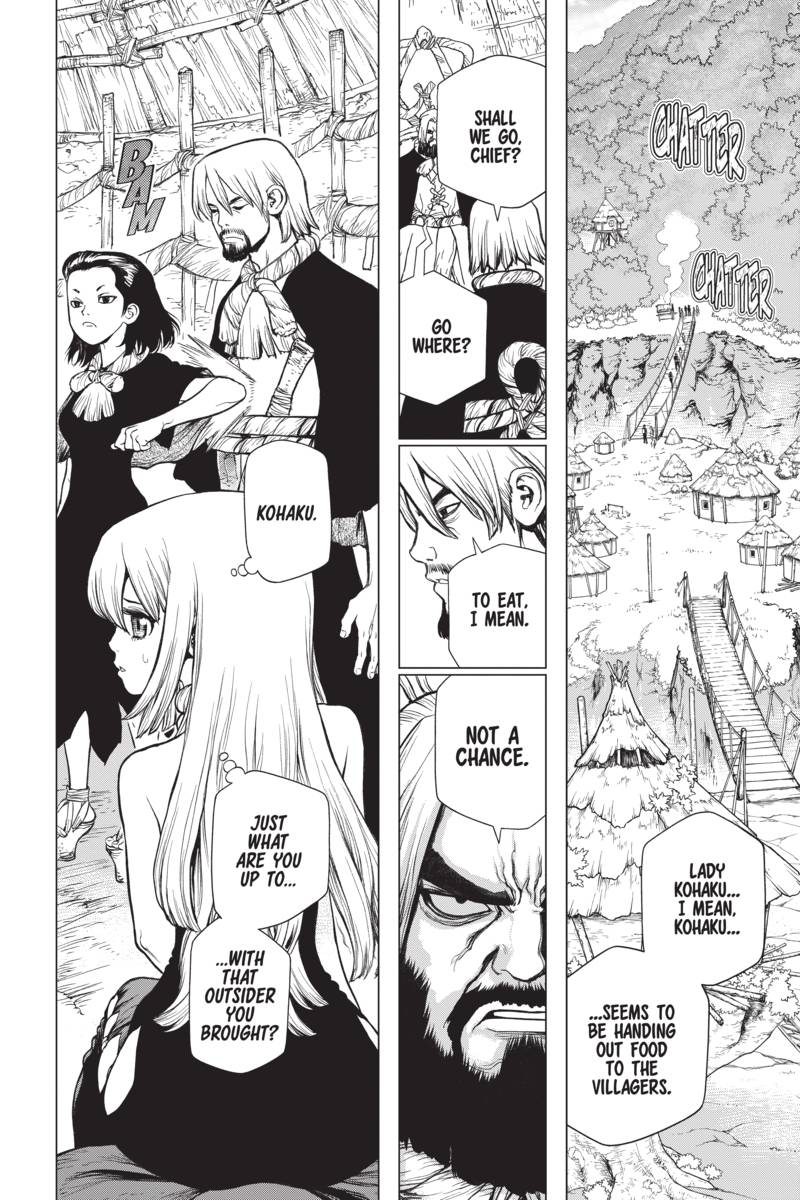 CHATTER
CHATTER
LADY
KOHAKU...
I MEAN,
KOHAKU...
...SEEMS TO
BE HANDING
OUT FOOD
TO THE
VILLAGERS.
SHALL
WE GO,
CHIEF?
GO
WHERE?
TO EAT,
I MEAN.
NOT A
CHANCE.
BAM
KOHAKU.
JUST
WHAT
ARE YOU
UP TO...
...WITH
THAT
OUTSIDER
YOU
BROUGHT?